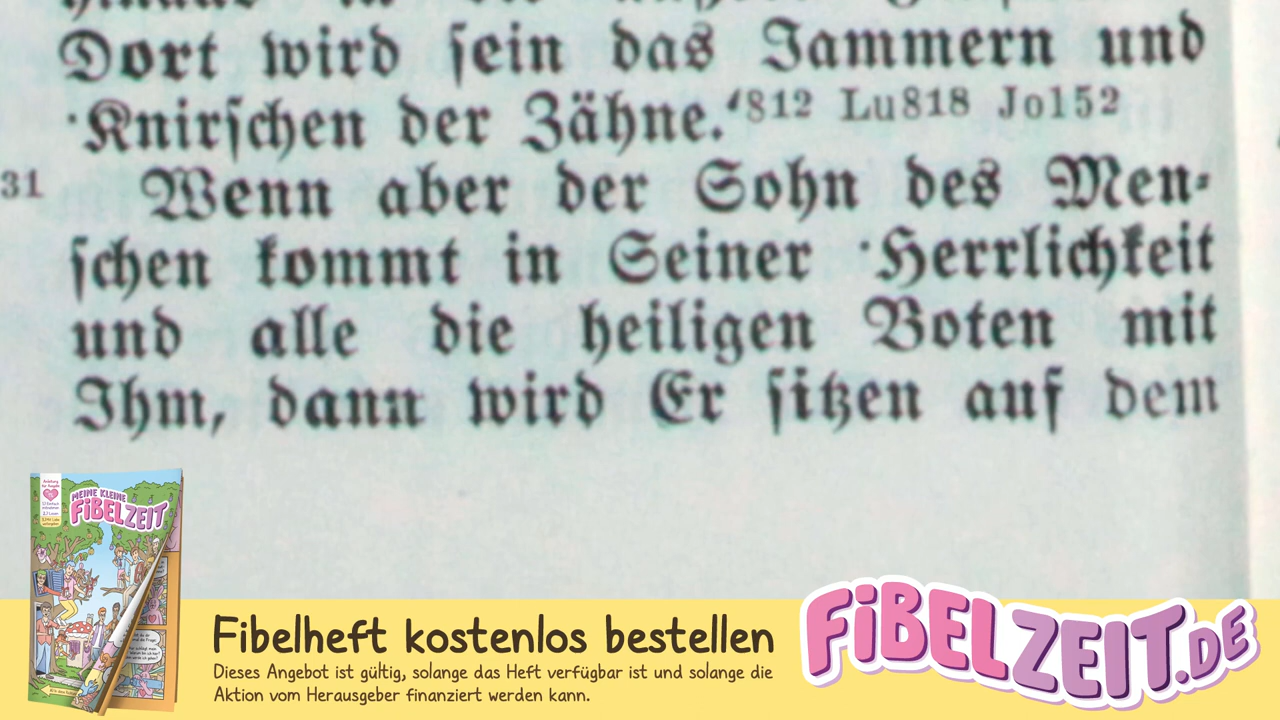 Dort wird sein das Jammern und
·Knirschen der Zähne. ‘812 Lu818 Jo152
31 Wenn aber der Sohn des Men-
schen kommt in Seiner ·Herrlichkeit
und alle die heiligen Boten mit
Ihm, dann wird Er sitzen auf dem
MEINE KLEINE
FiBELZEIT
Fibelheft kostenlos bestellen
Dieses Angebot ist gültig, solange das Heft verfügbar ist und solange die
Aktion vom Herausgeber finanziert werden kann.
FiBELZEIT.DE